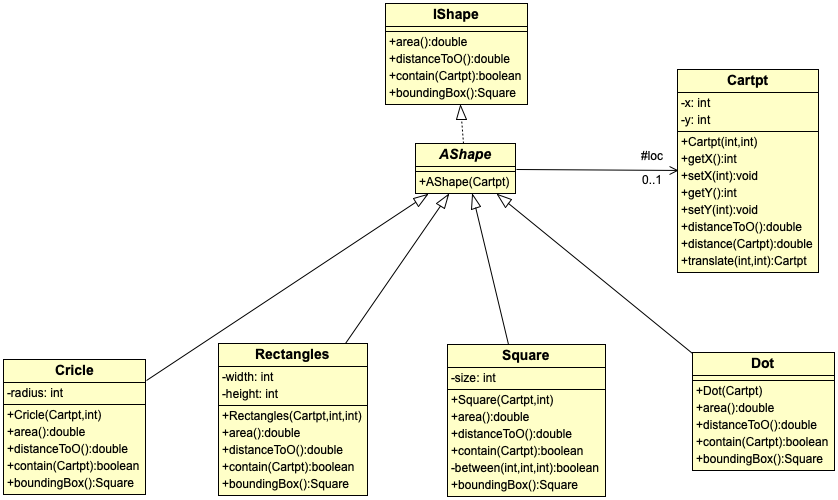 IShape
+area():double
+distanceToO():double
+contain(Cartpt):boolean
+boundingBox():Square
Cartpt
-x: int
-y: int
+Cartpt(int,int)
+getX():int
+setX(int):void
+getY():int
+setY(int):void
+distanceToO():double
+distance(Cartpt):double
+translate(int,int):Cartpt
AShape
+AShape(Cartpt)
#loc
0..1
Cricle
-radius: int
+Cricle(Cartpt,int)
+area():double
+distanceToO():double
+contain(Cartpt):boolean
+boundingBox():Square
Rectangles
-width: int
-height: int
+Rectangles(Cartpt,int,int)
+area():double
+distanceToO():double
+contain(Cartpt):boolean
+boundingBox():Square
Square
-size: int
+Square(Cartpt,int)
+area():double
+distanceToO():double
+contain(Cartpt):boolean
-between(int,int,int):boolean
+boundingBox():Square
Dot
+Dot(Cartpt)
+area():double
+distanceToO():double
+contain(Cartpt):boolean
+boundingBox():Square